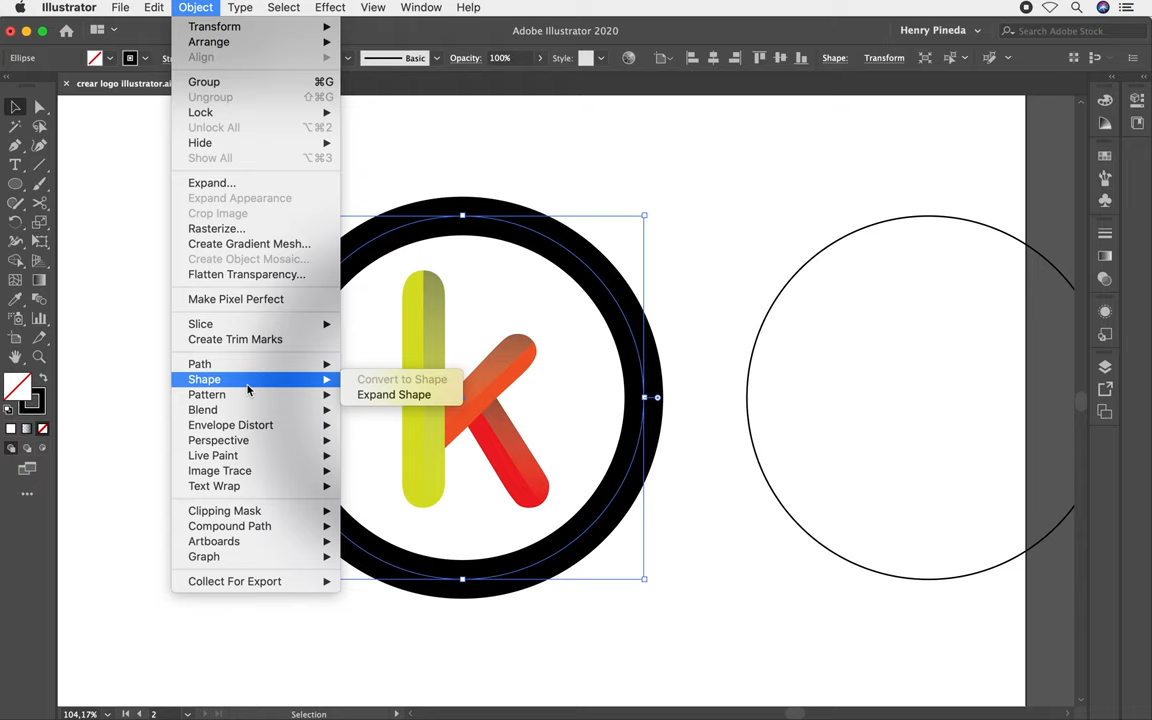 Illustrator File Edit Object Type Select Effect View Window Help
Adobe Illustrator 2020
Henry Pineda
Search Adobe Stock
Ellipse
Basic
Opacity: 100%
Style:
Shape:
Transform
× crear logo illustrator.ai
Transform
Arrange
Align
Group ⌘G
Ungroup ⇧⌘G
Lock
Unlock All ⌥⌘2
Hide
Show All ⌥⌘3
Expand...
Expand Appearance
Crop Image
Rasterize...
Create Gradient Mesh...
Create Object Mosaic...
Flatten Transparency...
Make Pixel Perfect
Slice
Create Trim Marks
Path
Shape
Convert to Shape
Expand Shape
Pattern
Blend
Envelope Distort
Perspective
Live Paint
Image Trace
Text Wrap
Clipping Mask
Compound Path
Artboards
Graph
Collect For Export
104,17%
2
Selection